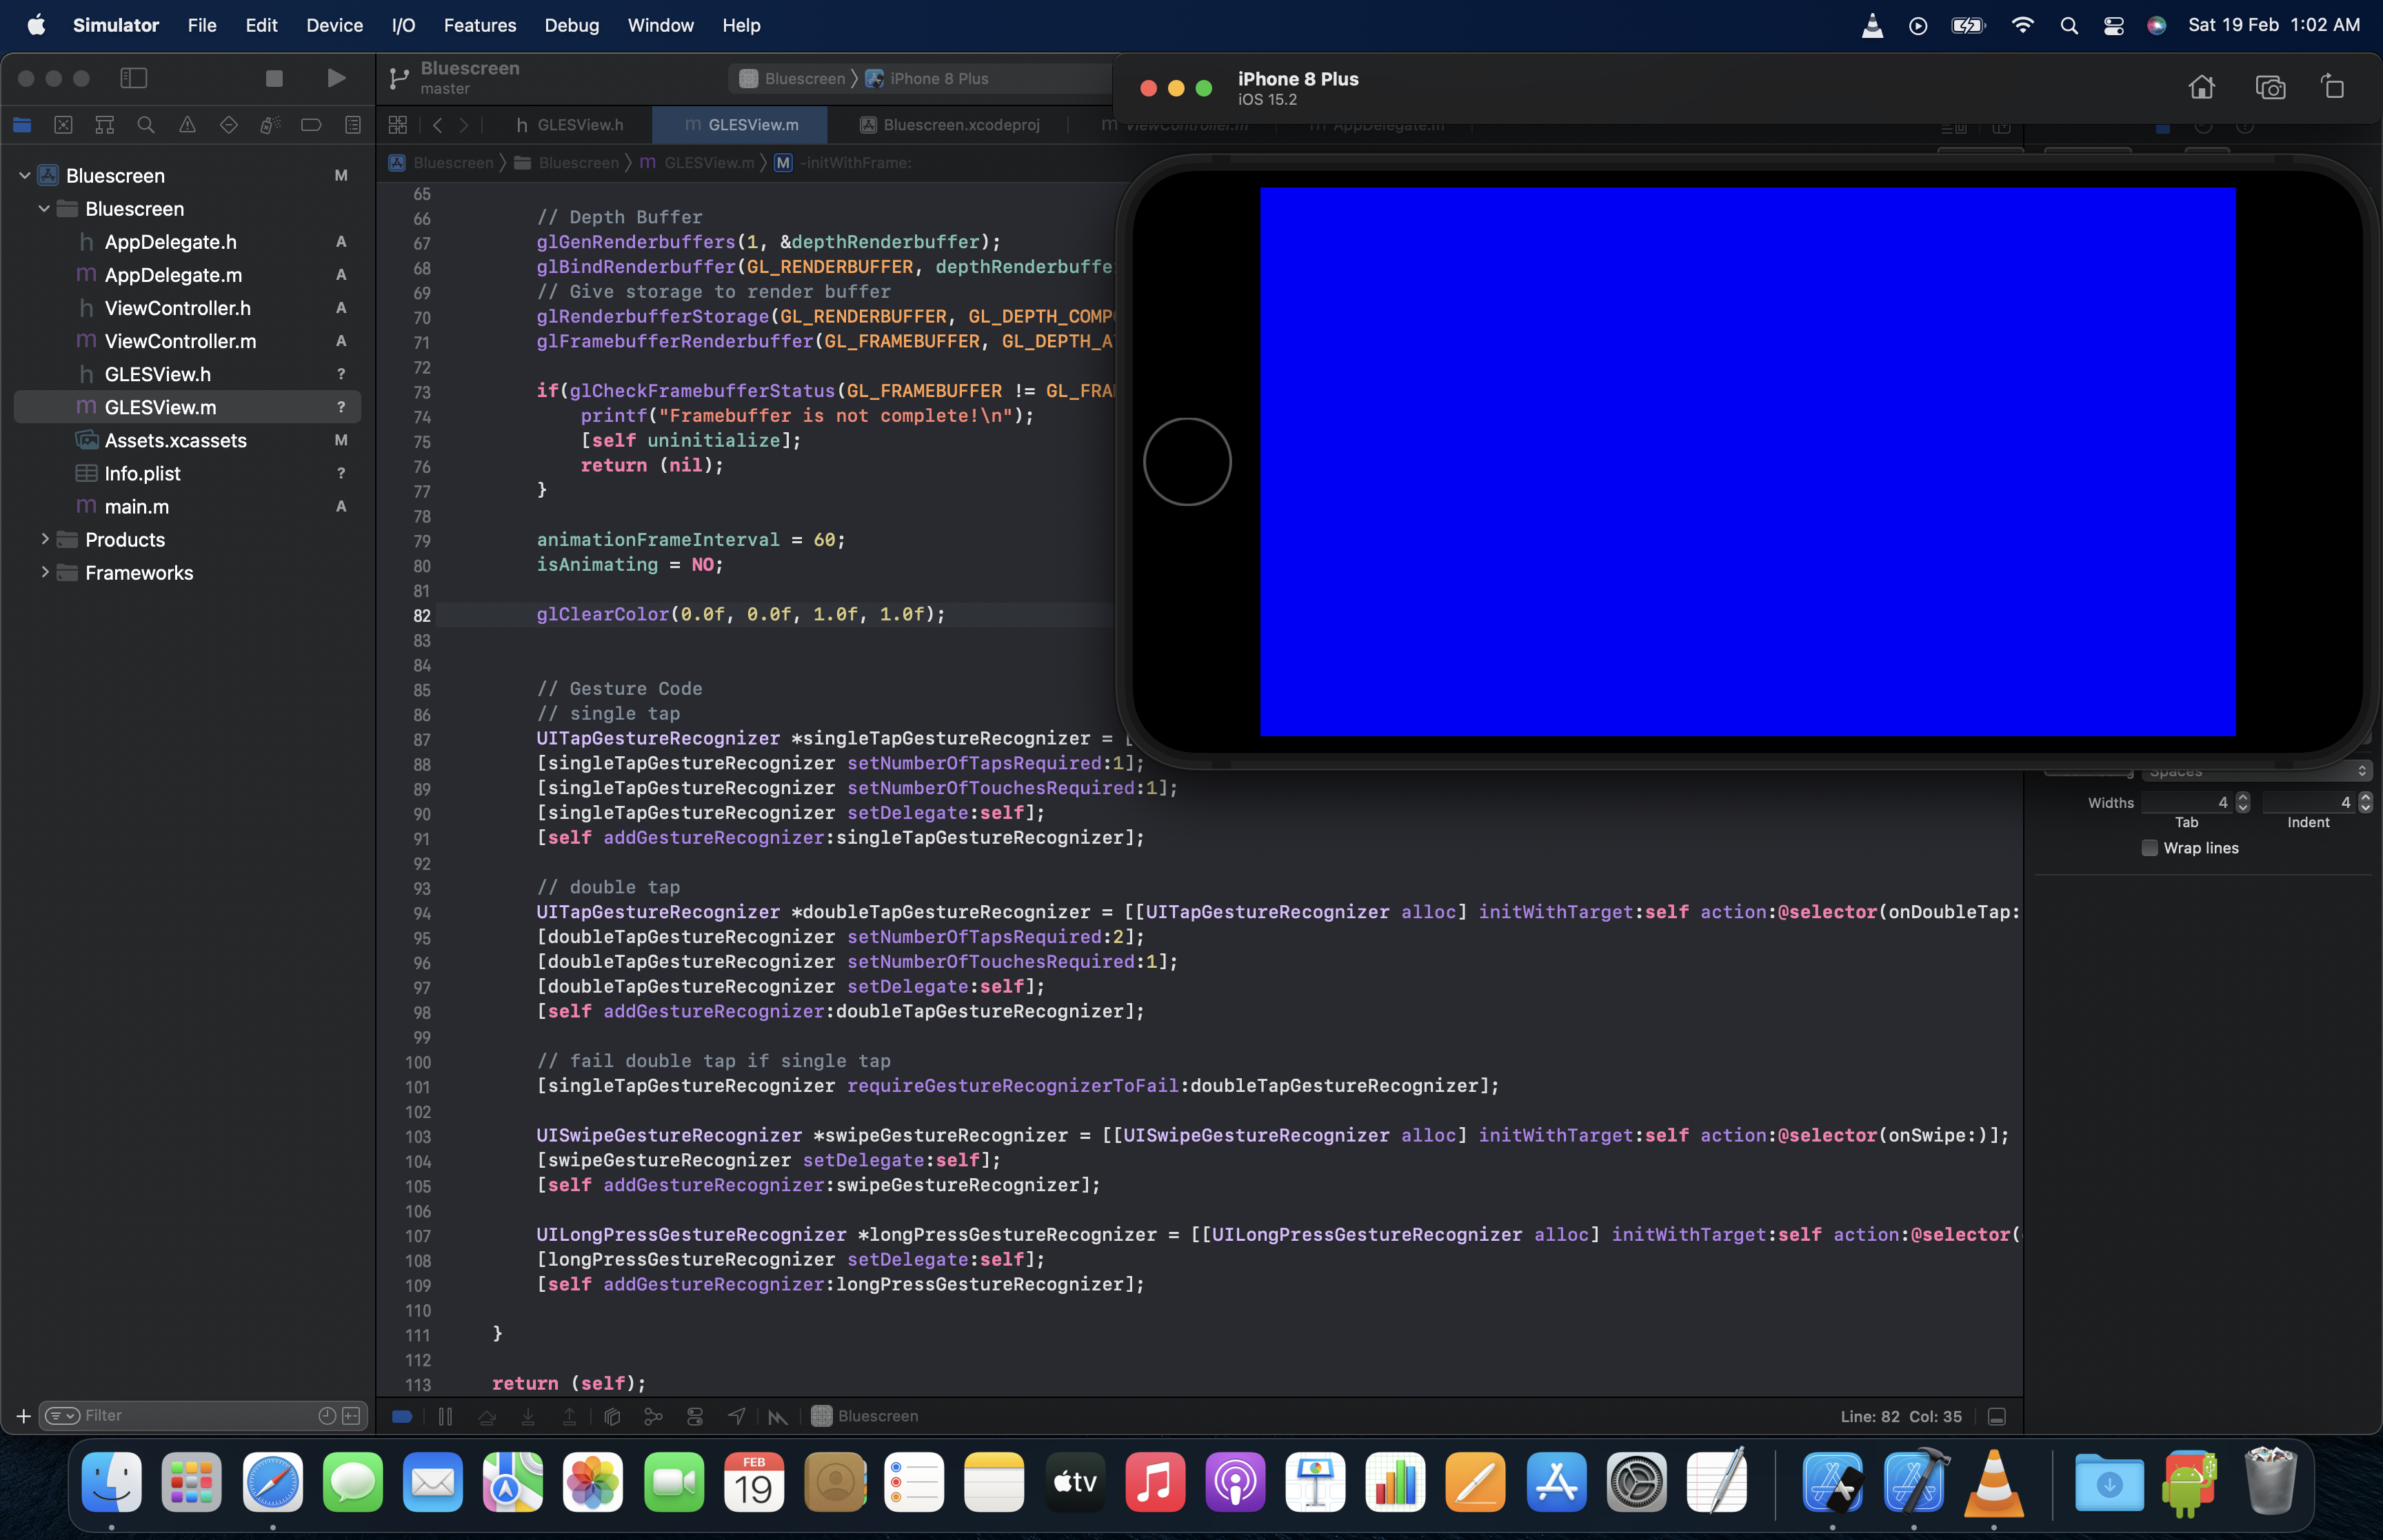 Simulator File Edit Device I/O Features Debug Window Help Sat 19 Feb 1:02 AM
Bluescreen
master
Bluescreen iPhone 8 Plus
iPhone 8 Plus
iOS 15.2
h GLESView.h m GLESView.m Bluescreen.xcodeproj m ViewController.m m AppDelegate.m
Bluescreen Bluescreen m GLESView.m M -initWithFrame:
Bluescreen M
Bluescreen
h AppDelegate.h A
m AppDelegate.m A
h ViewController.h A
m ViewController.m A
h GLESView.h ?
m GLESView.m ?
Assets.xcassets M
Info.plist ?
m main.m A
Products
Frameworks
65
66 // Depth Buffer
67 glGenRenderbuffers(1, &depthRenderbuffer);
68 glBindRenderbuffer(GL_RENDERBUFFER, depthRenderbuffe
69 // Give storage to render buffer
70 glRenderbufferStorage(GL_RENDERBUFFER, GL_DEPTH_COMP
71 glFramebufferRenderbuffer(GL_FRAMEBUFFER, GL_DEPTH_A
72
73 if(glCheckFramebufferStatus(GL_FRAMEBUFFER != GL_FRA
74 printf("Framebuffer is not complete!\n");
75 [self uninitialize];
76 return (nil);
77 }
78
79 animationFrameInterval = 60;
80 isAnimating = NO;
81
82 glClearColor(0.0f, 0.0f, 1.0f, 1.0f);
83
84
85 // Gesture Code
86 // single tap
87 UITapGestureRecognizer *singleTapGestureRecognizer = [
88 [singleTapGestureRecognizer setNumberOfTapsRequired:1];
89 [singleTapGestureRecognizer setNumberOfTouchesRequired:1];
90 [singleTapGestureRecognizer setDelegate:self];
91 [self addGestureRecognizer:singleTapGestureRecognizer];
92
93 // double tap
94 UITapGestureRecognizer *doubleTapGestureRecognizer = [[UITapGestureRecognizer alloc] initWithTarget:self action:@selector(onDoubleTap:
95 [doubleTapGestureRecognizer setNumberOfTapsRequired:2];
96 [doubleTapGestureRecognizer setNumberOfTouchesRequired:1];
97 [doubleTapGestureRecognizer setDelegate:self];
98 [self addGestureRecognizer:doubleTapGestureRecognizer];
99
100 // fail double tap if single tap
101 [singleTapGestureRecognizer requireGestureRecognizerToFail:doubleTapGestureRecognizer];
102
103 UISwipeGestureRecognizer *swipeGestureRecognizer = [[UISwipeGestureRecognizer alloc] initWithTarget:self action:@selector(onSwipe:)];
104 [swipeGestureRecognizer setDelegate:self];
105 [self addGestureRecognizer:swipeGestureRecognizer];
106
107 UILongPressGestureRecognizer *longPressGestureRecognizer = [[UILongPressGestureRecognizer alloc] initWithTarget:self action:@selector(
108 [longPressGestureRecognizer setDelegate:self];
109 [self addGestureRecognizer:longPressGestureRecognizer];
110
111 }
112
113 return (self);
Spaces
Widths 4 4
Tab Indent
Wrap lines
Filter
Bluescreen
Line: 82 Col: 35
FEB
19
tv